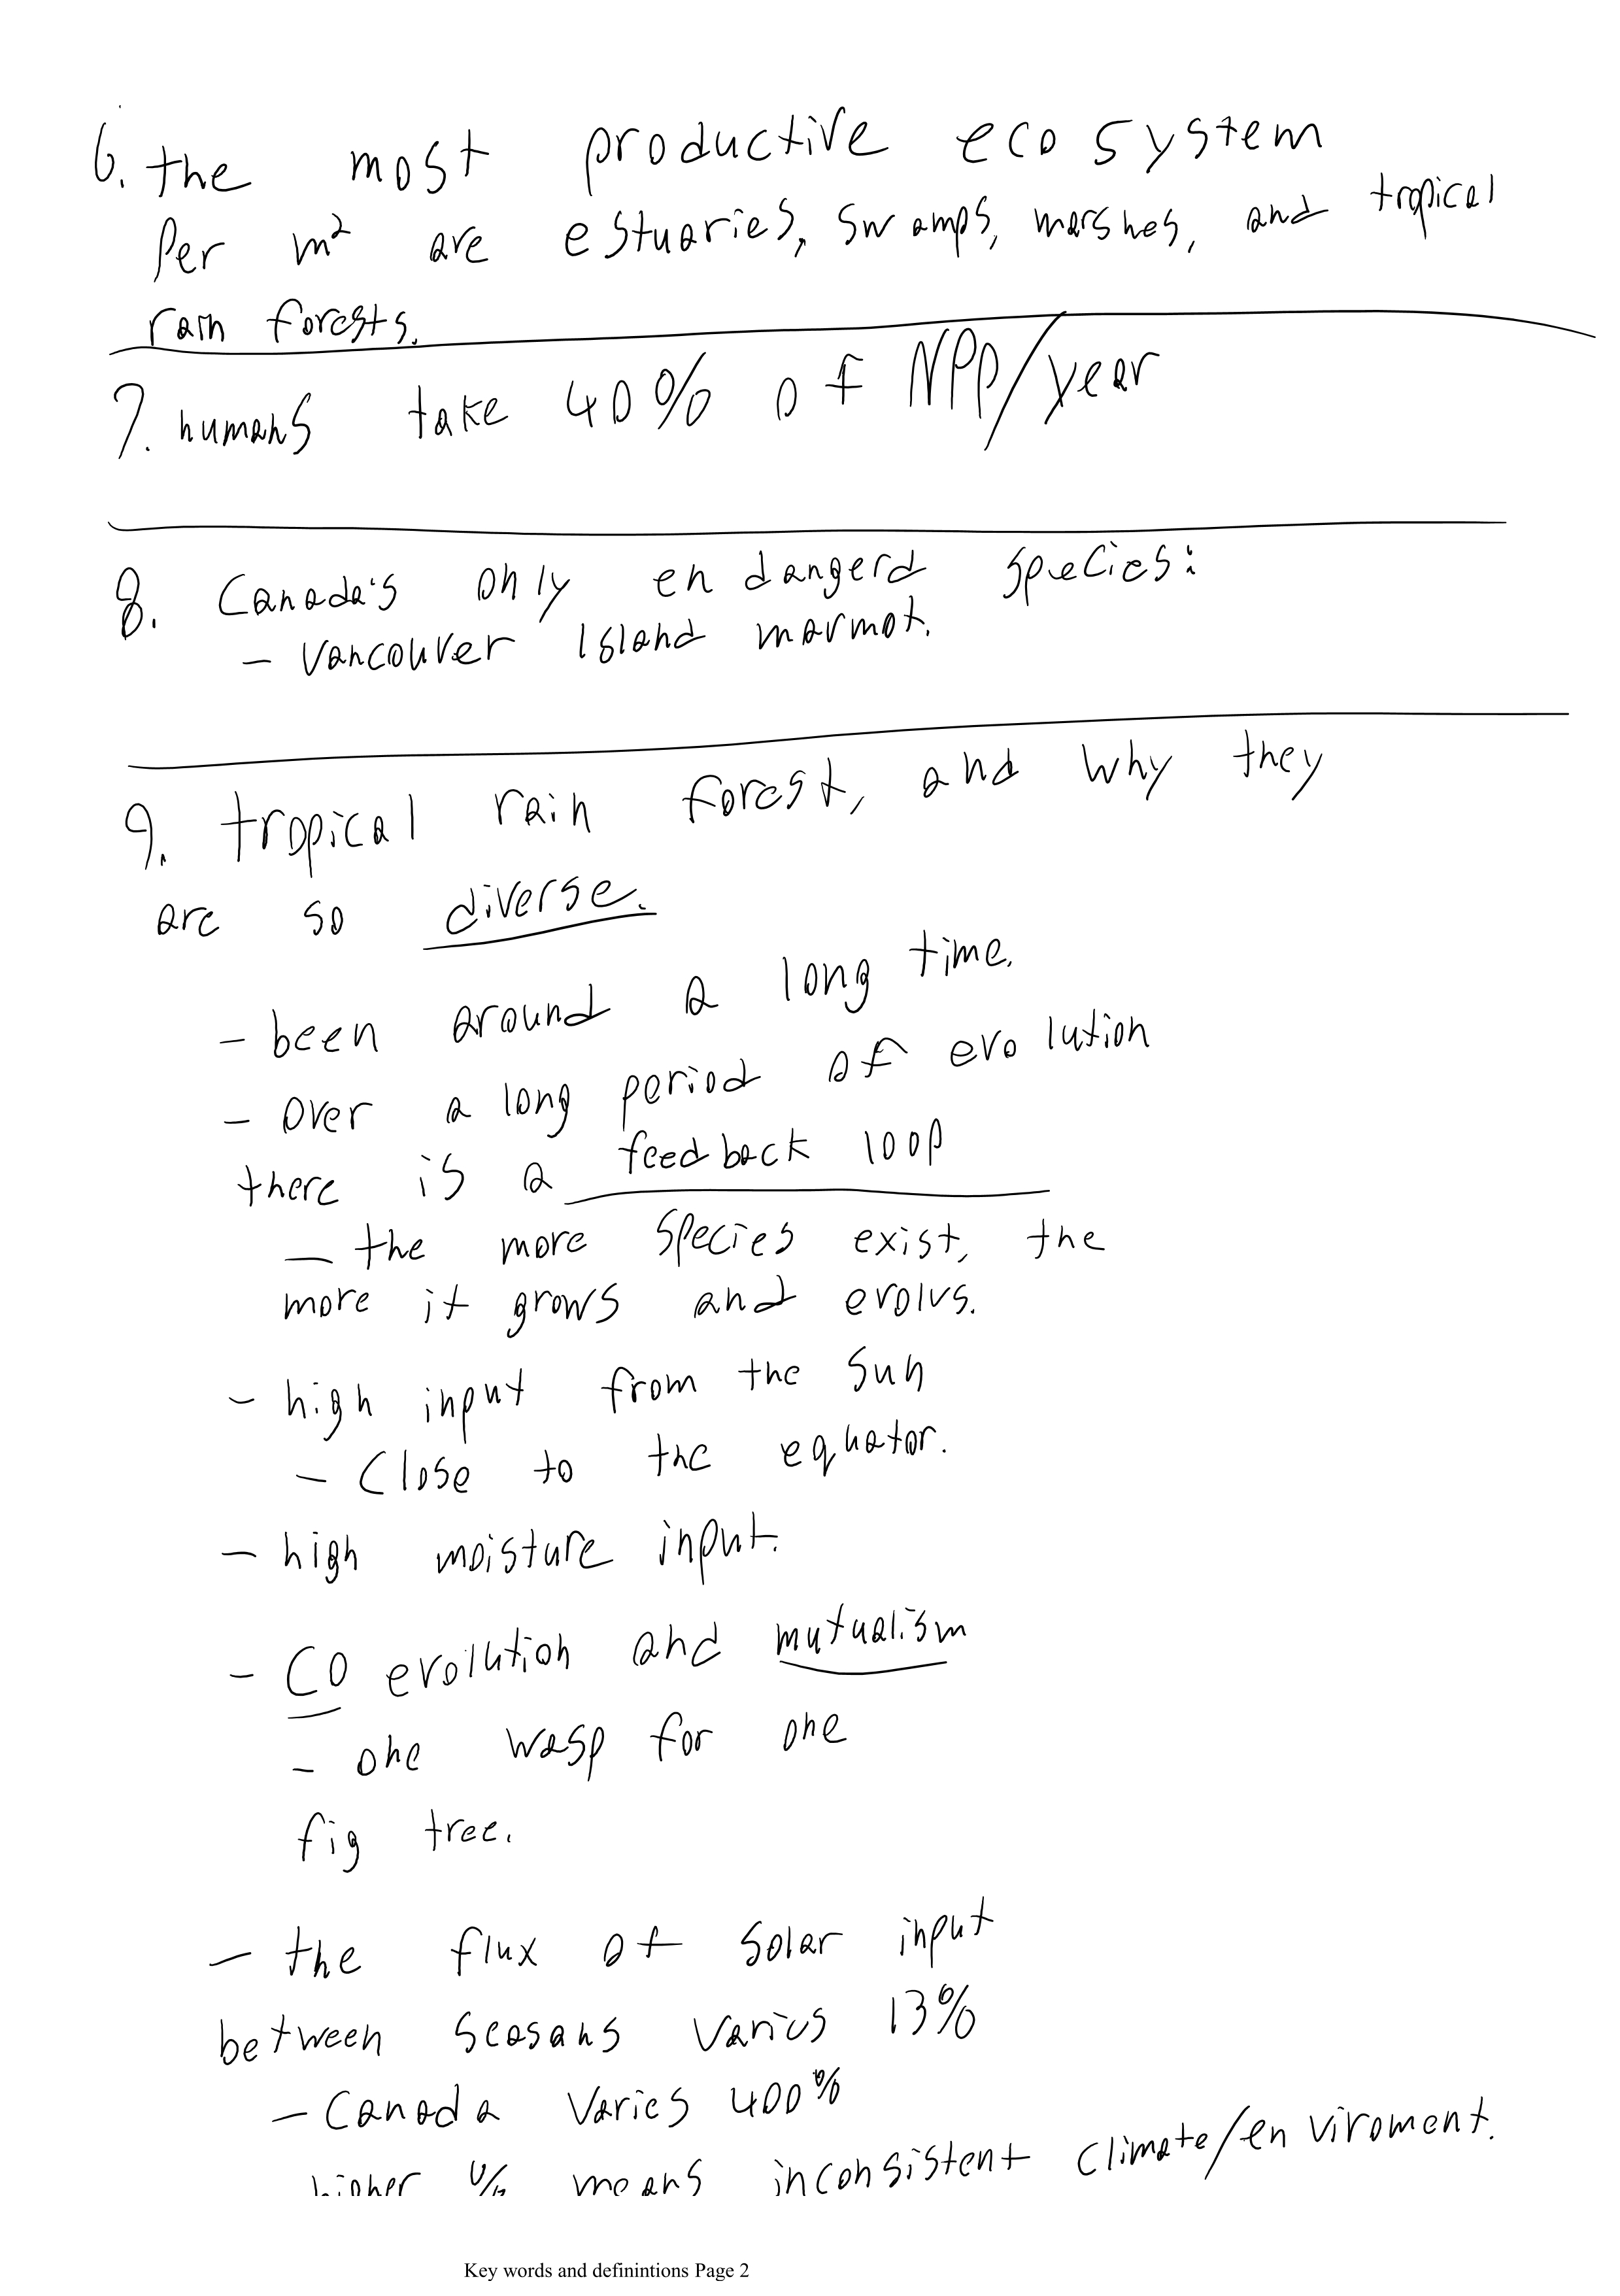 6. the most productive eco system
Per m² are estuaries, swamps, marshes, and tropical
rain forests.
7. humans take 40% of NPP/year
8. Canada's only en dangerd species:
- Vancouver Island marmot.
9. tropical rain forest, and why they
are so diverse.
- been around a long time.
- Over a long period of evolution
there is a feedback loop
- the more species exist, the
more it grows and evolvs.
- high input from the sun
- Close to the equator.
- high moisture input.
- CO evolution and mutualism
- one wasp for one
fig tree.
- the flux of solar input
between seasons varies 13%
- Canada varies 400%
higher % means inconsistent climate/enviroment.
Key words and definintions Page 2